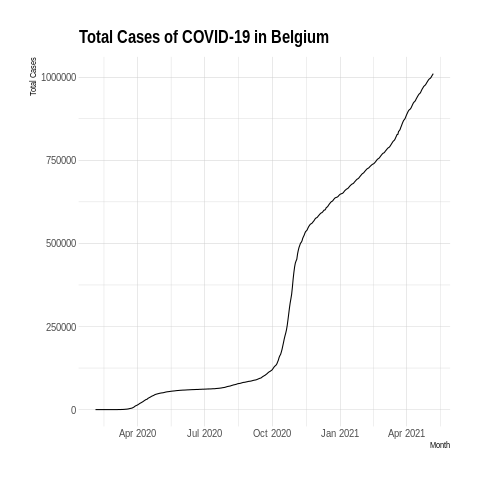 Total Cases of COVID-19 in Belgium
Total Cases
1000000
750000
500000
250000
0
Apr 2020 Jul 2020 Oct 2020 Jan 2021 Apr 2021
Month